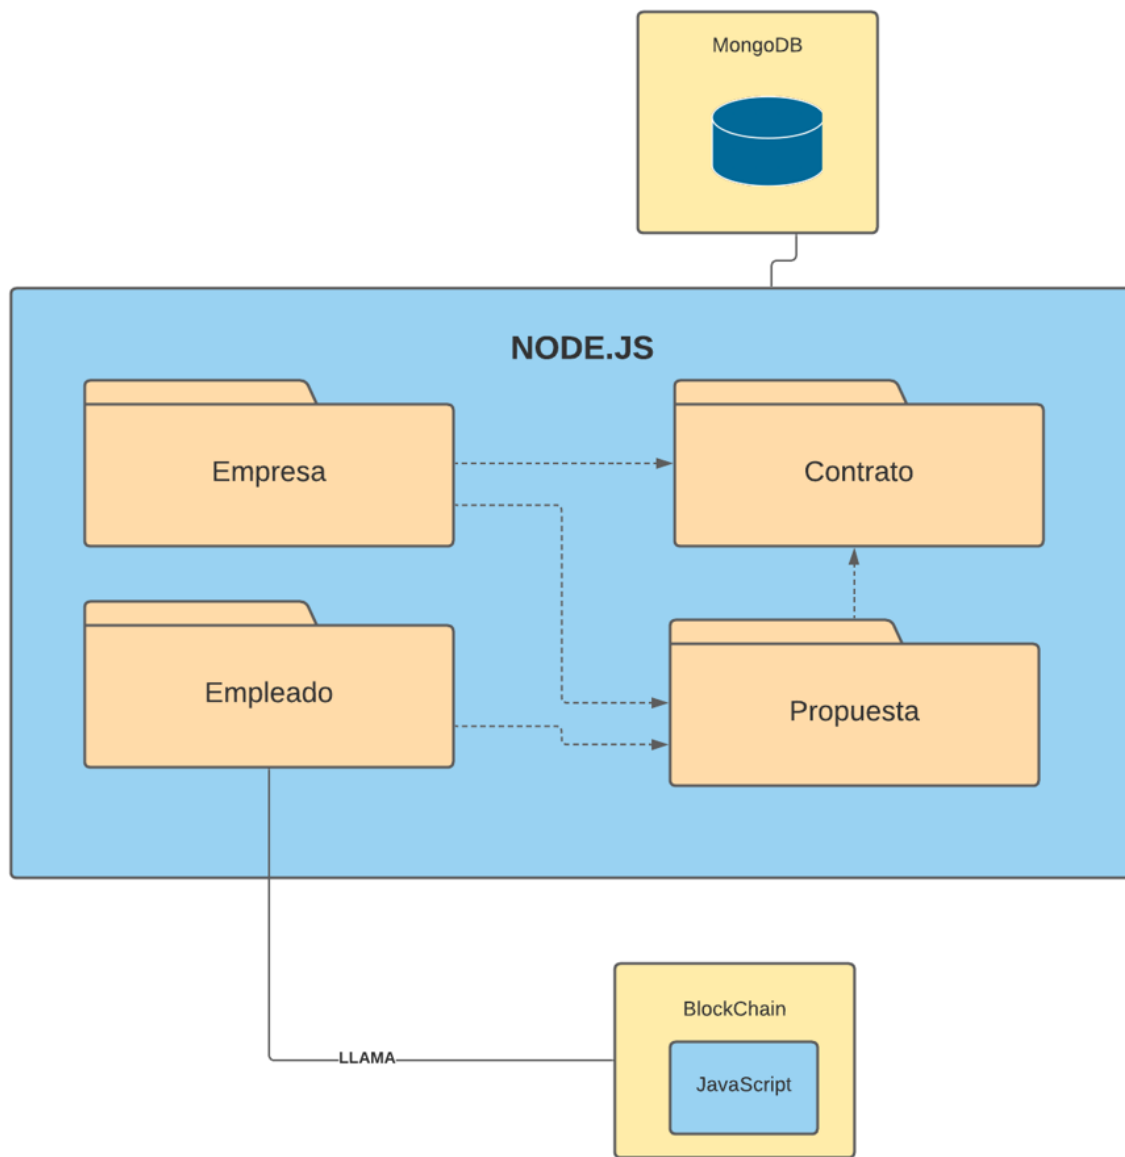 MongoDB
NODE.JS
Empresa
Contrato
Empleado
Propuesta
BlockChain
LLAMA
JavaScript